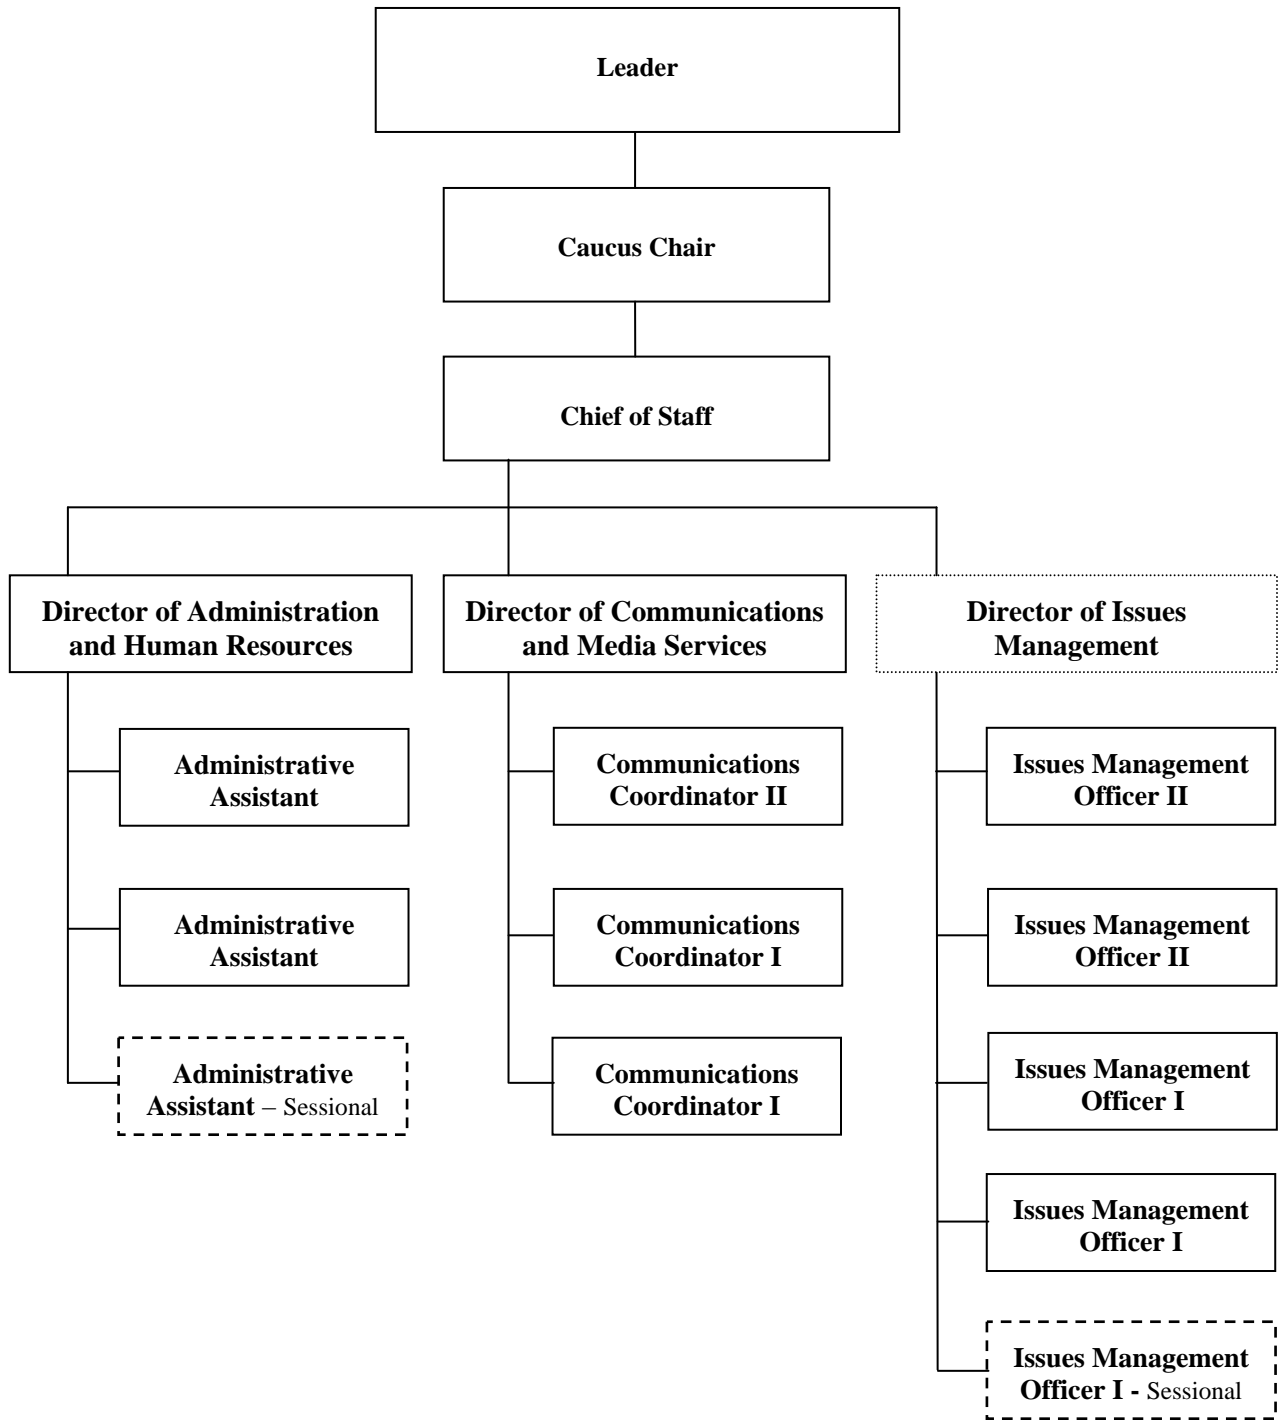 Leader
Caucus Chair
Chief of Staff
Director of Administration
and Human Resources
Director of Communications
and Media Services
Director of Issues
Management
Administrative
Assistant
Communications
Coordinator II
Issues Management
Officer II
Administrative
Assistant
Communications
Coordinator I
Issues Management
Officer II
Administrative
Assistant – Sessional
Communications
Coordinator I
Issues Management
Officer I
Issues Management
Officer I
Issues Management
Officer I - Sessional